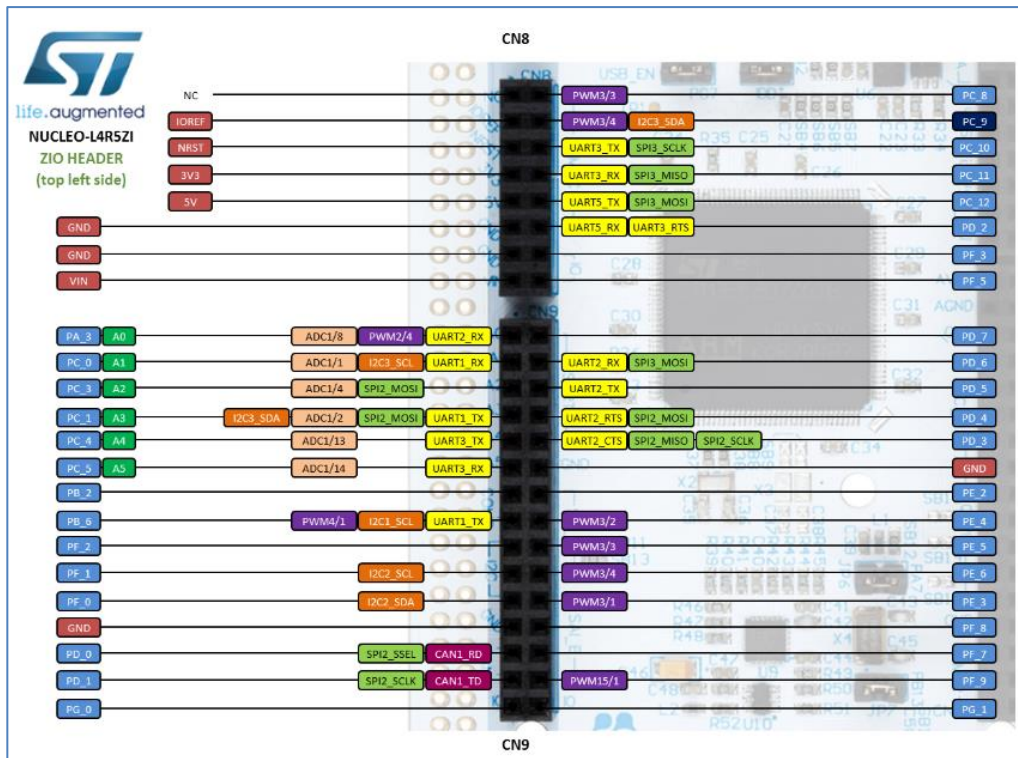 CN8
life.augmented
NUCLEO-L4R5ZI
ZIO HEADER
(top left side)
NC PWM3/3 PC_8
IOREF PWM3/4 I2C3_SDA PC_9
NRST UART3_TX SPI3_SCLK PC_10
3V3 UART3_RX SPI3_MISO PC_11
5V UART5_TX SPI3_MOSI PC_12
GND UART5_RX UART3_RTS PD_2
GND PF_3
VIN PF_5
PA_3 A0 ADC1/8 PWM2/4 UART2_RX PD_7
PC_0 A1 ADC1/1 I2C3_SCL UART1_RX UART2_RX SPI3_MOSI PD_6
PC_3 A2 ADC1/4 SPI2_MOSI UART2_TX PD_5
PC_1 A3 I2C3_SDA ADC1/2 SPI2_MOSI UART1_TX UART2_RTS SPI2_MOSI PD_4
PC_4 A4 ADC1/13 UART3_TX UART2_CTS SPI2_MISO SPI2_SCLK PD_3
PC_5 A5 ADC1/14 UART3_RX GND
PB_2 PE_2
PB_6 PWM4/1 I2C1_SCL UART1_TX PWM3/2 PE_4
PF_2 PWM3/3 PE_5
PF_1 I2C2_SCL PWM3/4 PE_6
PF_0 I2C2_SDA PWM3/1 PE_3
GND PF_8
PD_0 SPI2_SSEL CAN1_RD PF_7
PD_1 SPI2_SCLK CAN1_TD PWM15/1 PF_9
PG_0 PG_1
CN9